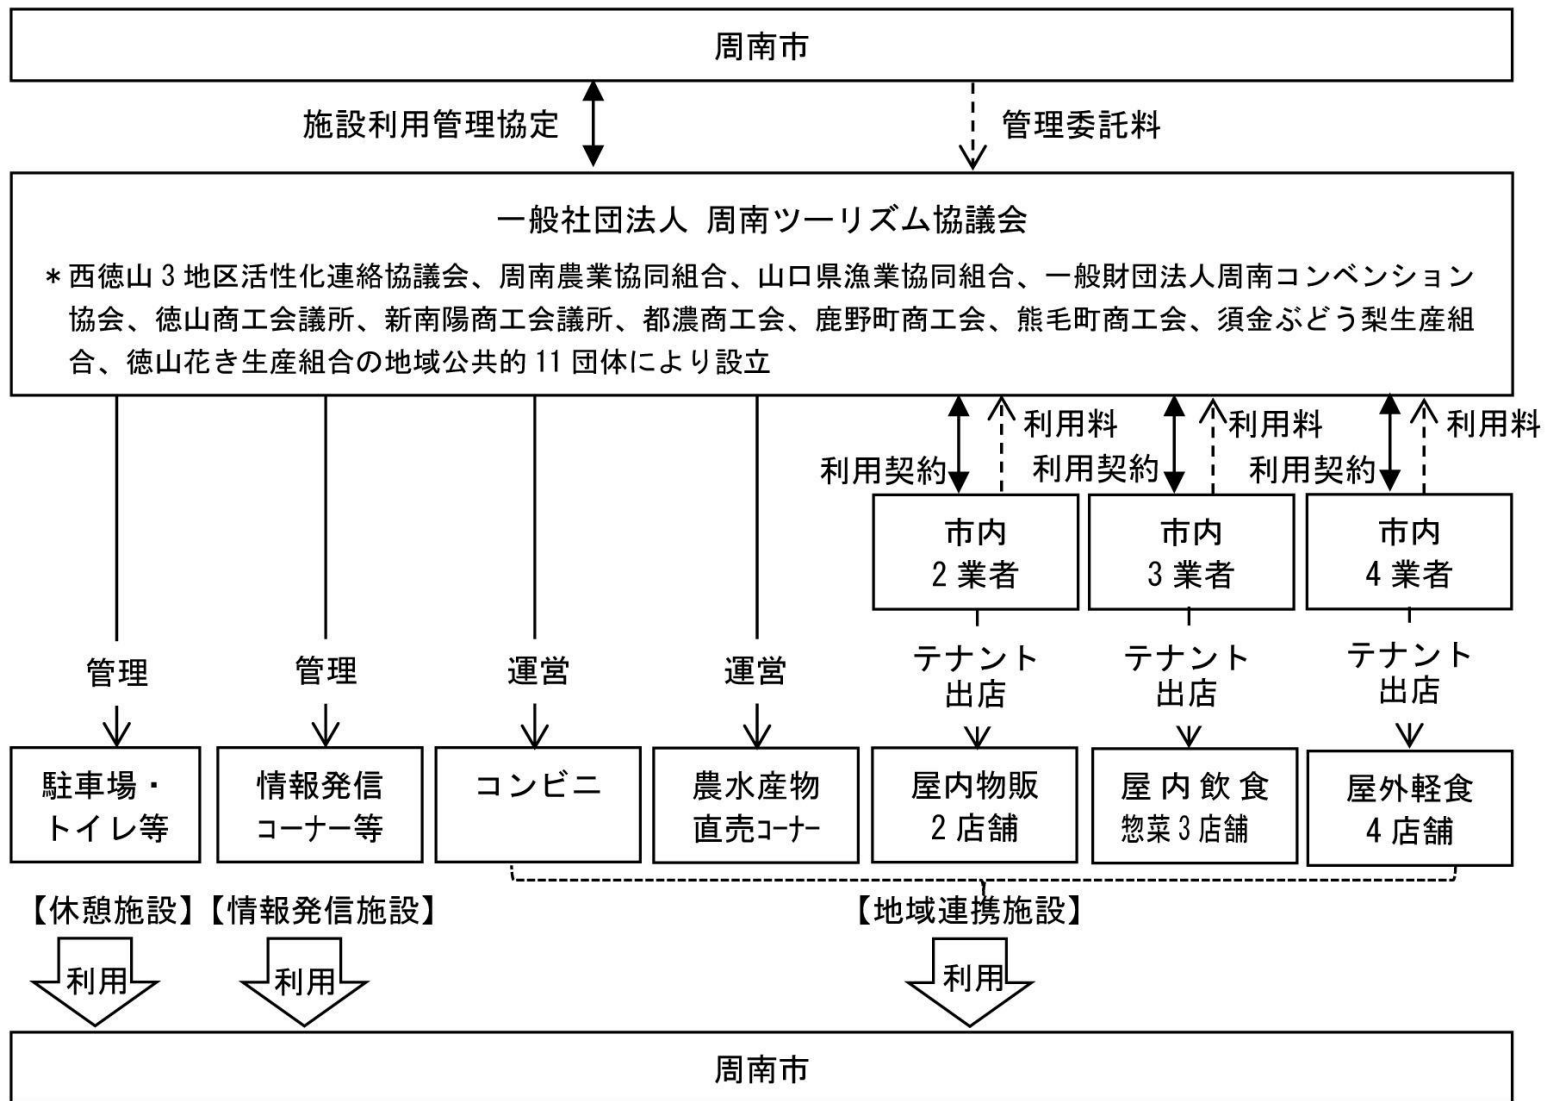 周南市
施設利用管理協定
管理委託料
一般社団法人 周南ツーリズム協議会
*西徳山3地区活性化連絡協議会、周南農業協同組合、山口県漁業協同組合、一般財団法人周南コンベンション
協会、徳山商工会議所、新南陽商工会議所、都濃商工会、鹿野町商工会、熊毛町商工会、須金ぶどう梨生産組
合、徳山花き生産組合の地域公共的11団体により設立
利用料
利用料
利用料
利用契約
利用契約
利用契約
市内
2業者
市内
3業者
市内
4業者
管理
管理
運営
運営
テナント
出店
テナント
出店
テナント
出店
駐車場・
トイレ等
情報発信
コーナー等
コンビニ
農水産物
直売コーナー
屋内物販
2店舗
屋内飲食
惣菜3店舗
屋外軽食
4店舗
【休憩施設】
【情報発信施設】
【地域連携施設】
利用
利用
利用
周南市